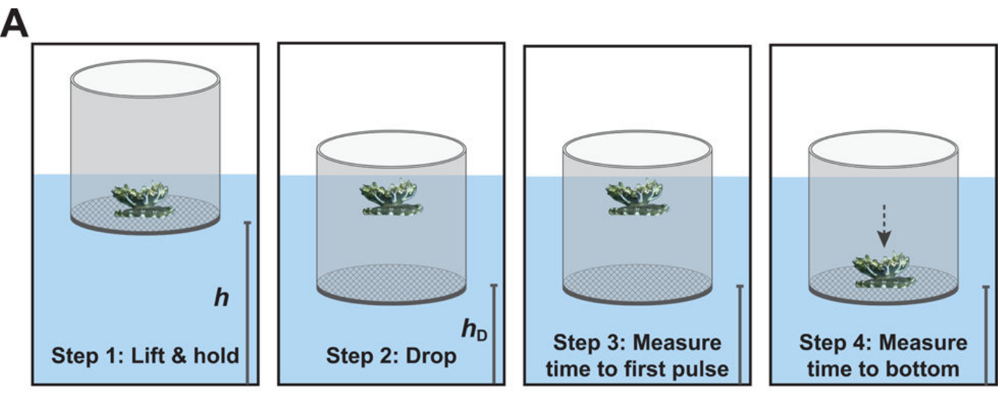 A
h
Step 1: Lift & hold
h_D
Step 2: Drop
Step 3: Measure
time to first pulse
Step 4: Measure
time to bottom